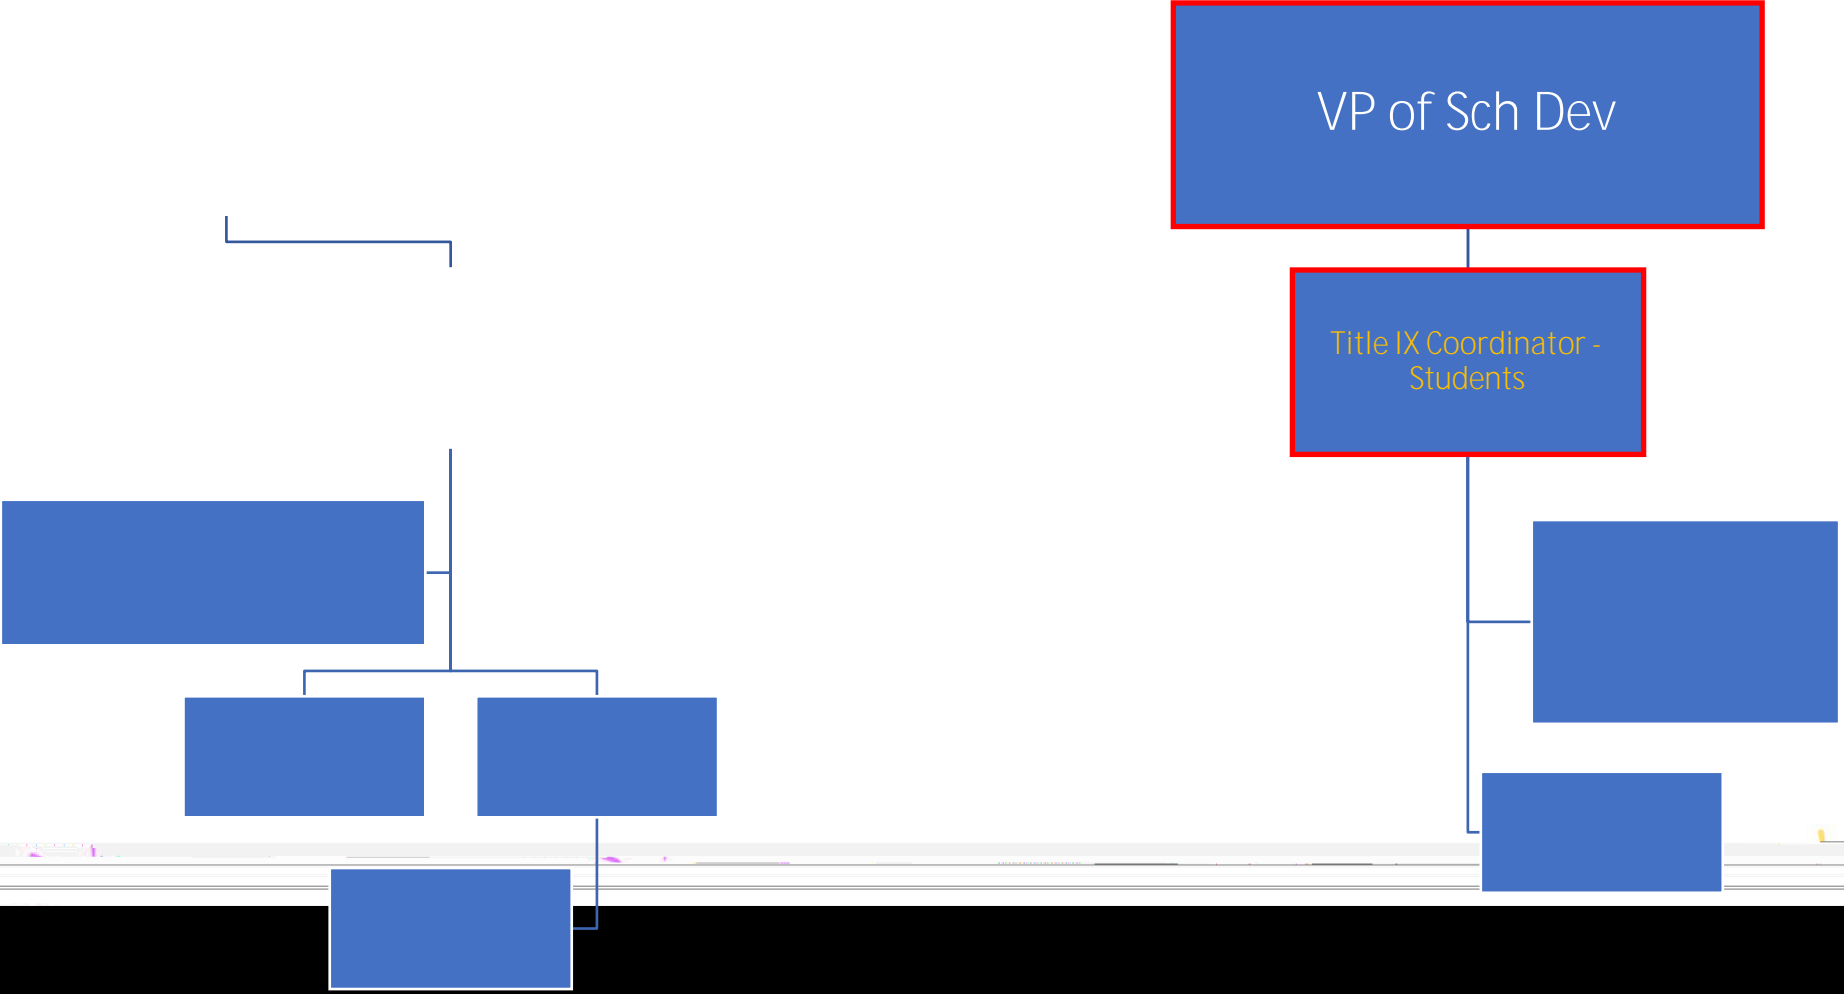 VP of Sch Dev
Title IX Coordinator -
Students